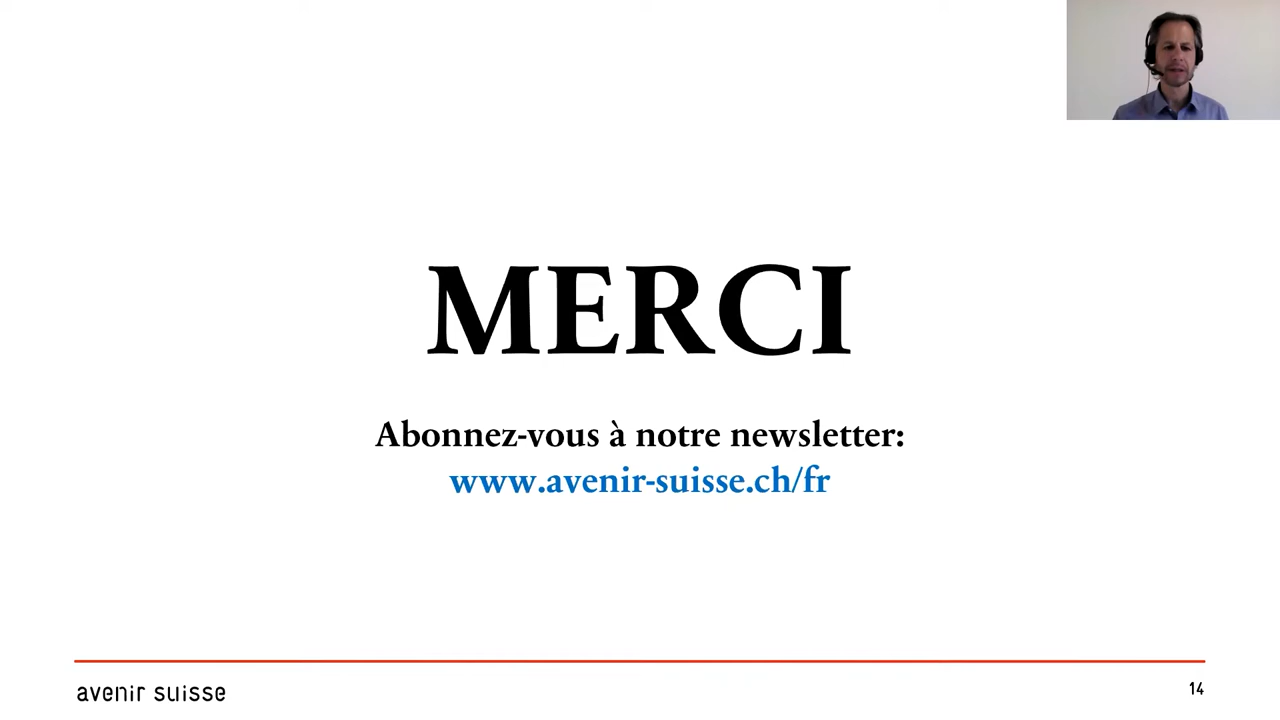 MERCI
Abonnez-vous à notre newsletter:
www.avenir-suisse.ch/fr
avenir suisse
14